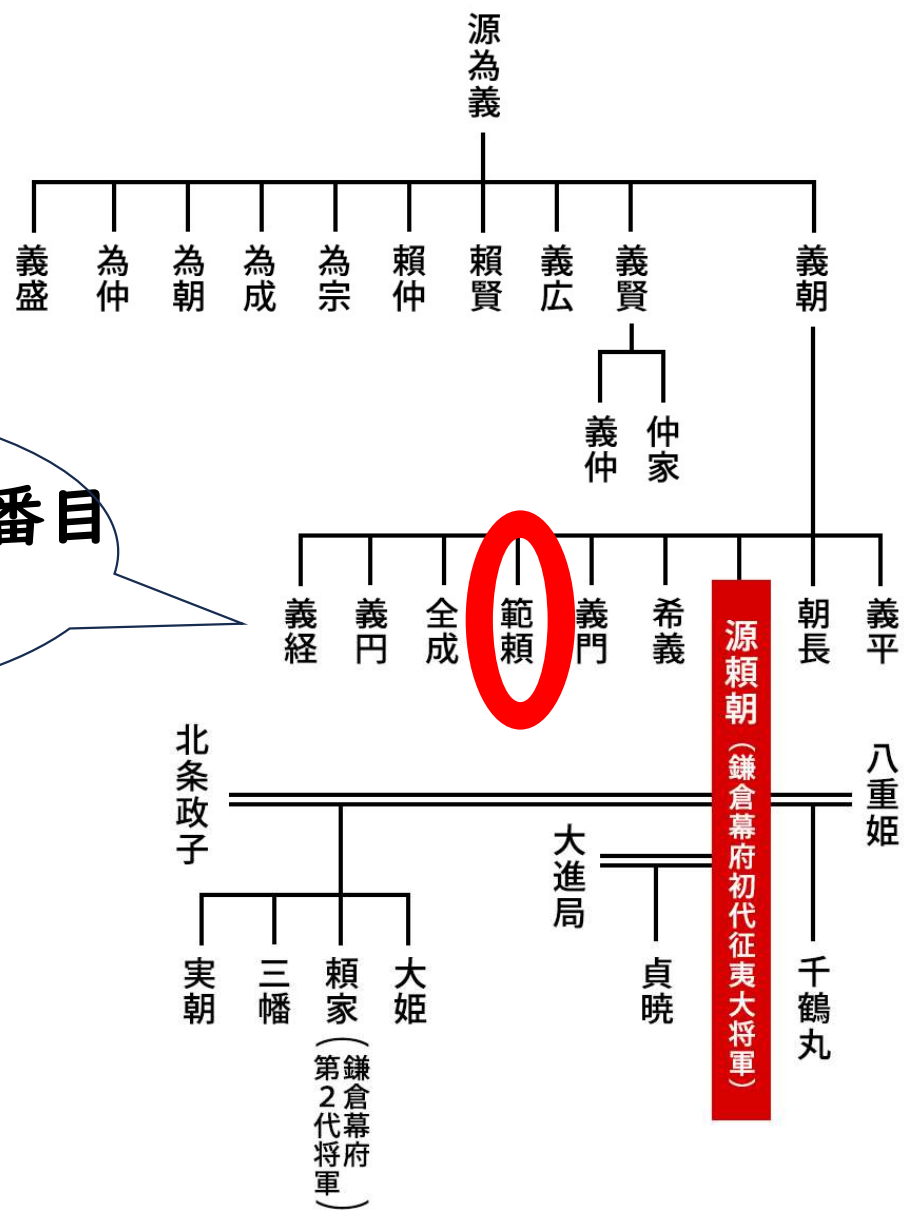 源為義
義朝
義賢
義広
頼賢
頼仲
為宗
為成
為朝
為仲
義盛
仲家
義仲
番目
義平
朝長
源頼朝(鎌倉幕府初代征夷大将軍)
希義
義門
範頼
全成
義円
義経
八重姫
北条政子
大進局
千鶴丸
貞暁
大姫
頼家
(鎌倉幕府
第2代将軍)
三幡
実朝